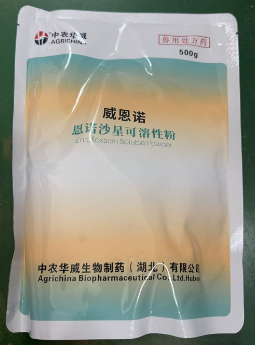 中农华威
AGRICHINA
兽用处方药
500g
威恩诺
恩诺沙星可溶性粉
Enrofloxacin Soluble Powder
中农华威生物制药（湖北）有限公司
Agrichina Biopharmaceutical Co.,Ltd.Hubei